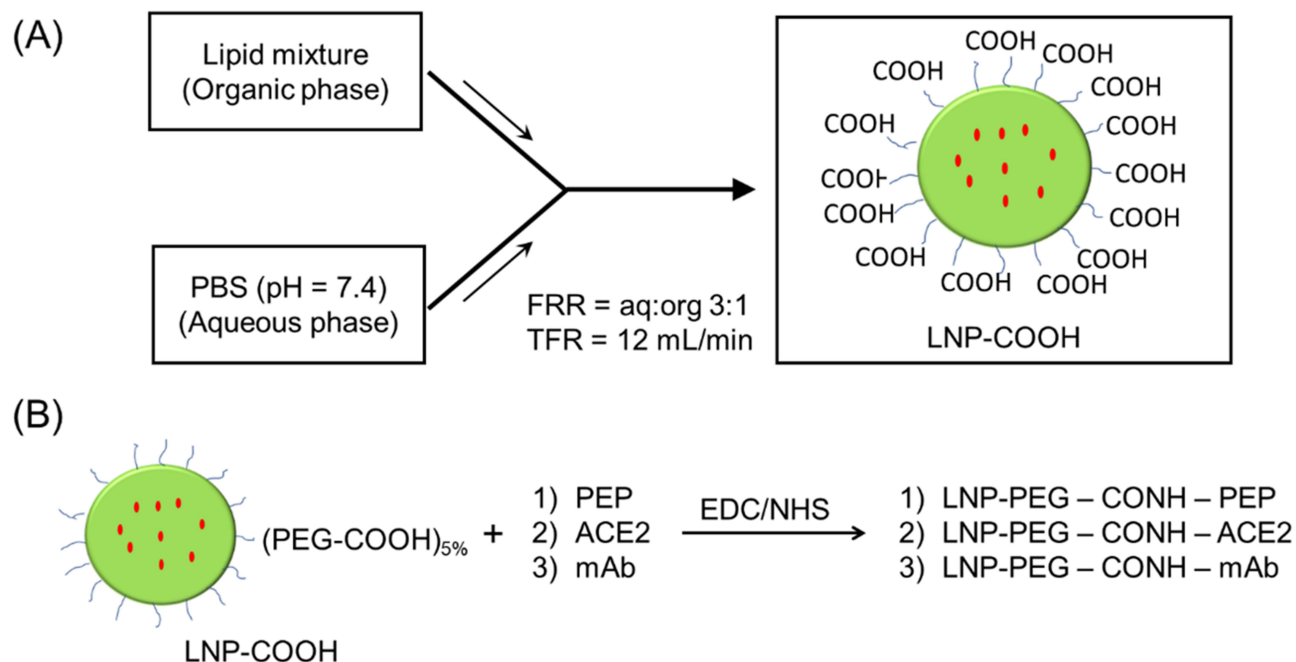 (A)
Lipid mixture
(Organic phase)
PBS (pH = 7.4)
(Aqueous phase)
FRR = aq:org 3:1
TFR = 12 mL/min
COOH
COOH
COOH
COOH
COOH
COOH
COOH
COOH
COOH
COOH
COOH
COOH
COOH
COOH
LNP-COOH
(B)
(PEG-COOH)5%
LNP-COOH
+
1) PEP
2) ACE2
3) mAb
EDC/NHS
1) LNP-PEG – CONH – PEP
2) LNP-PEG – CONH – ACE2
3) LNP-PEG – CONH – mAb